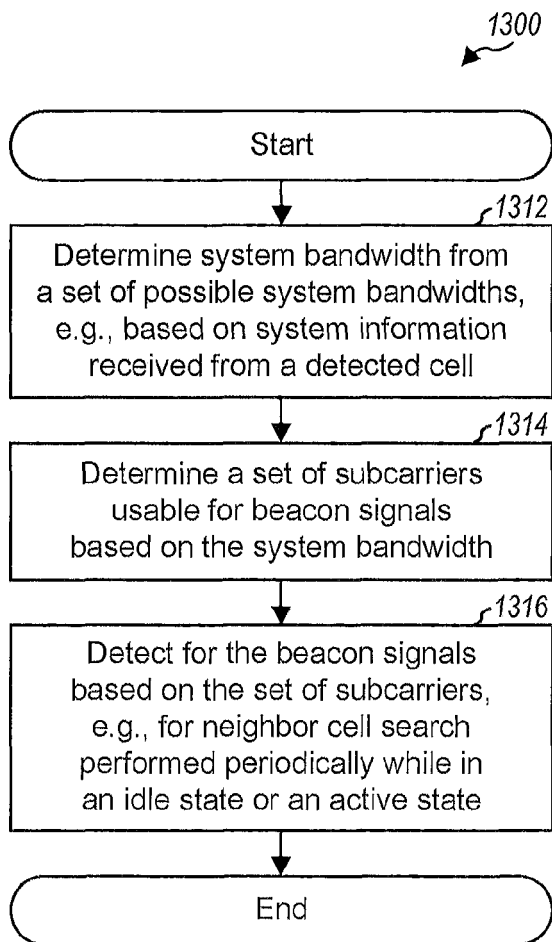 1300
Start
1312
Determine system bandwidth from
a set of possible system bandwidths,
e.g., based on system information
received from a detected cell
1314
Determine a set of subcarriers
usable for beacon signals
based on the system bandwidth
1316
Detect for the beacon signals
based on the set of subcarriers,
e.g., for neighbor cell search
performed periodically while in
an idle state or an active state
End